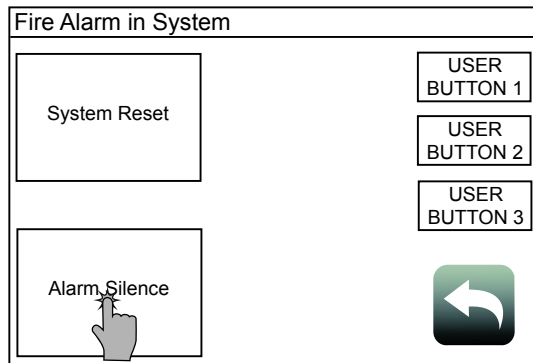 Fire Alarm in System
System Reset
USER
BUTTON 1
USER
BUTTON 2
USER
BUTTON 3
Alarm Silence